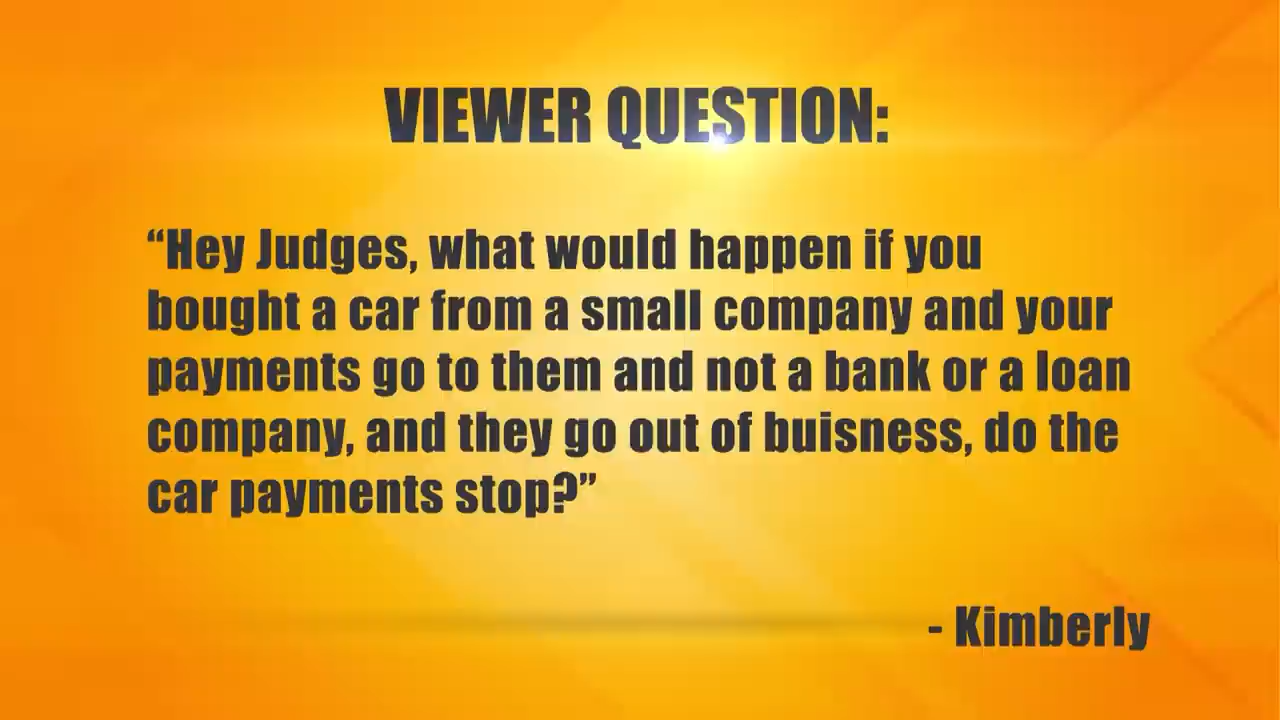 VIEWER QUESTION:
“Hey Judges, what would happen if you
bought a car from a small company and your
payments go to them and not a bank or a loan
company, and they go out of buisness, do the
car payments stop?”
- Kimberly